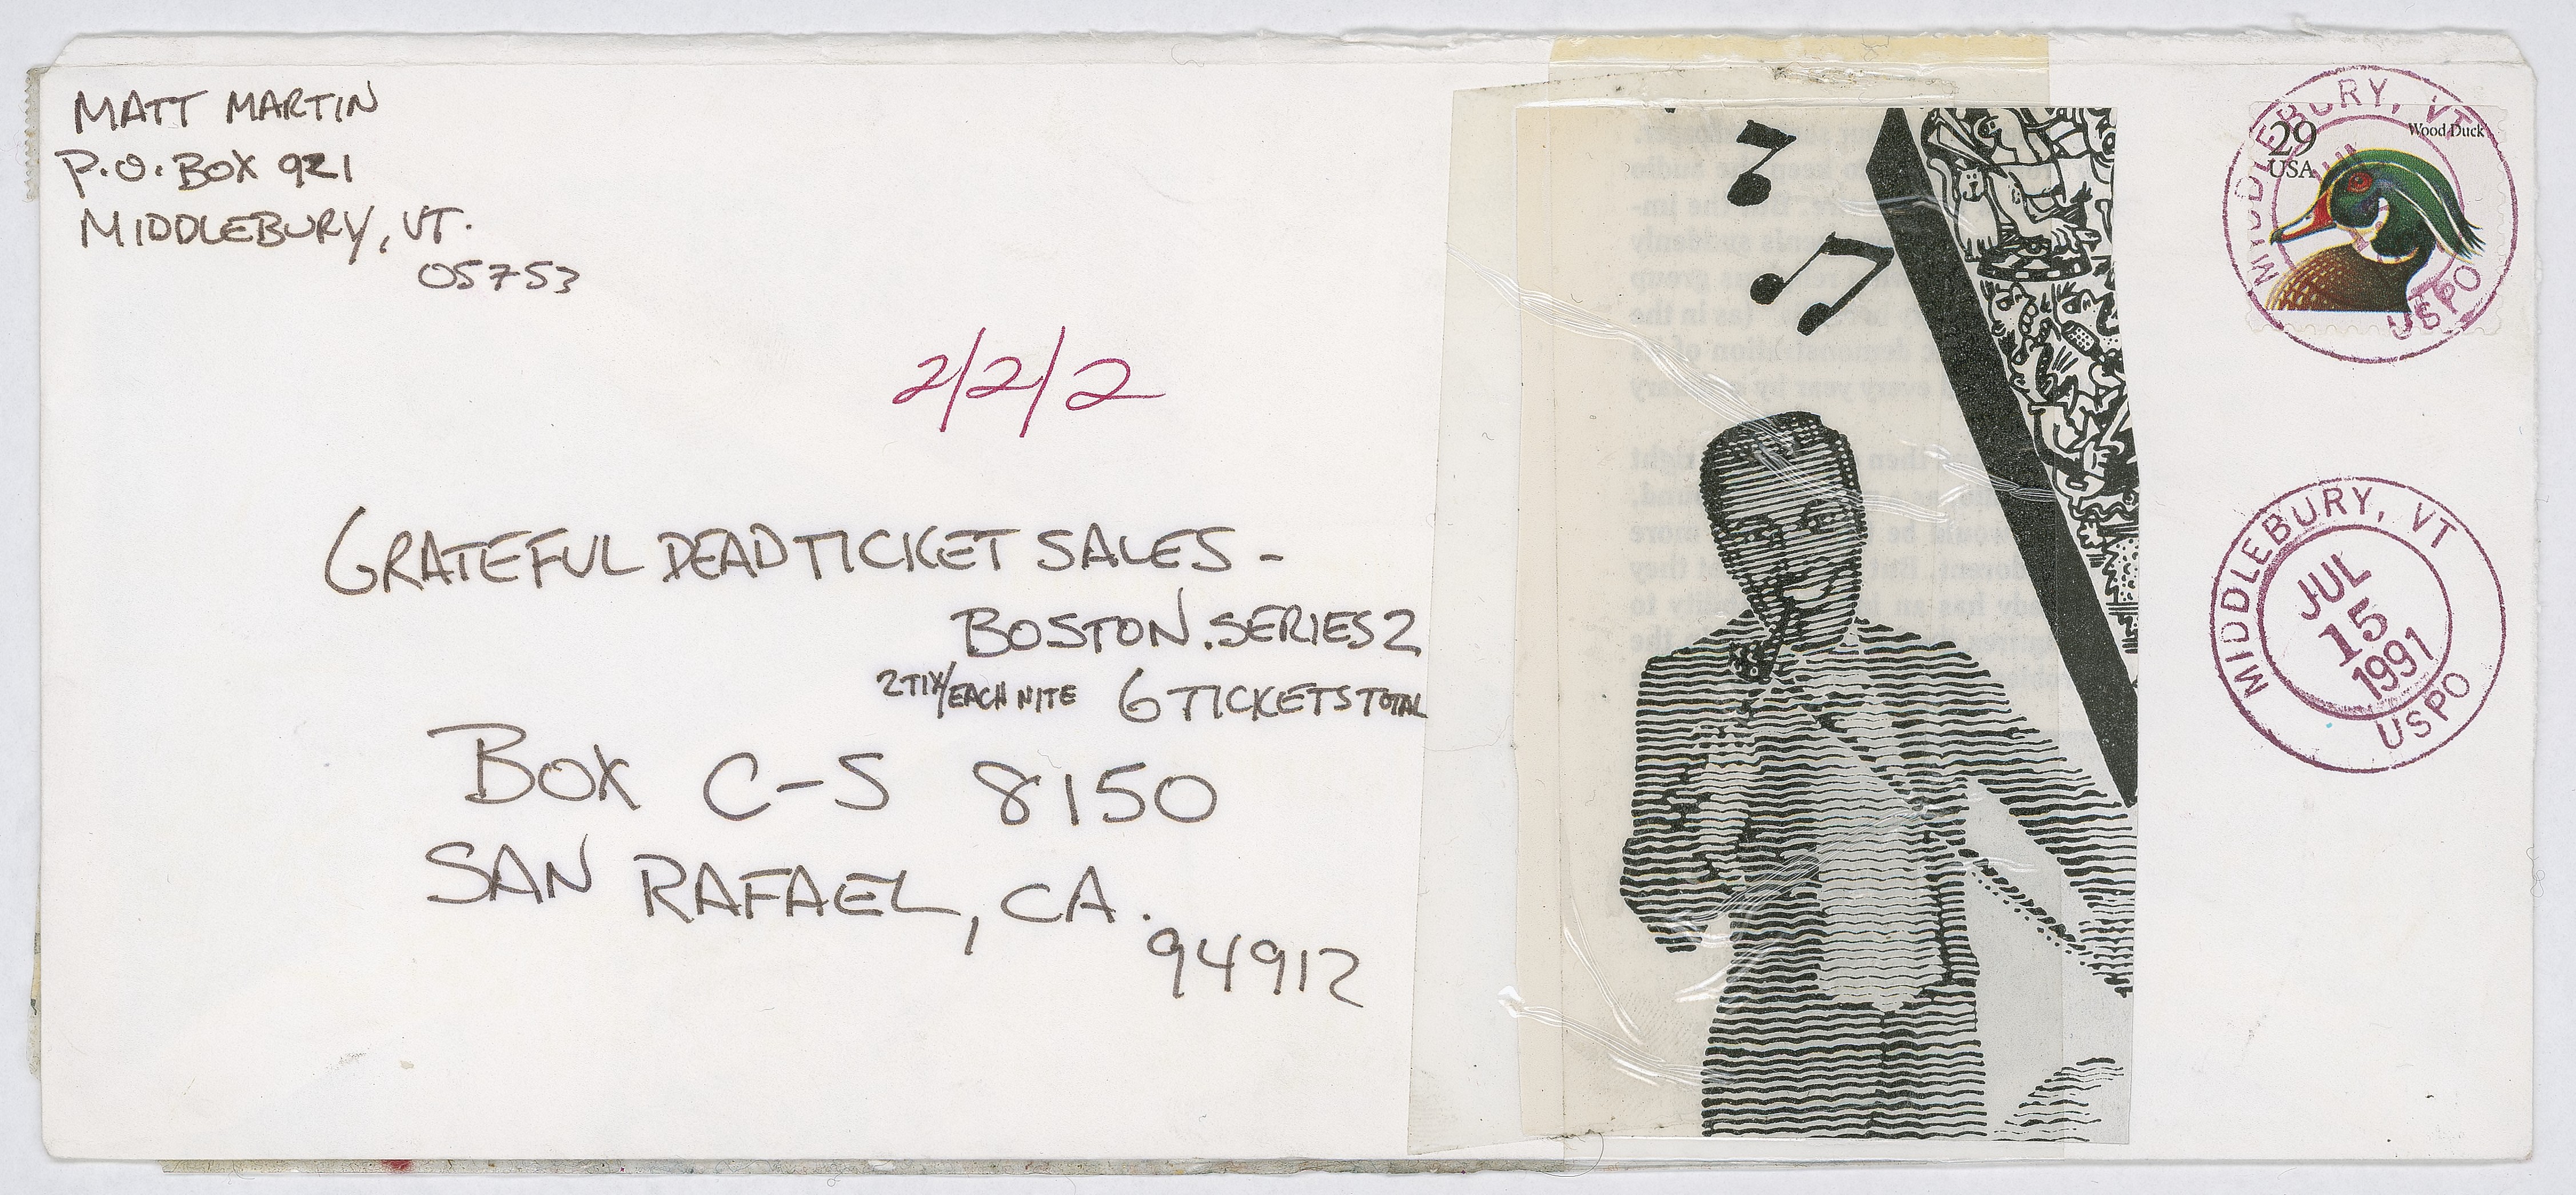 MATT MARTIN
P.O. BOX 921
MIDDLEBURY, VT.
05753
2/2/2
GRATEFUL DEAD TICKET SALES -
BOSTON. SERIES 2
2 TIX/EACH NITE 6 TICKETS TOTAL
BOX C-S 8150
SAN RAFAEL, CA.
94912
29
USA
Wood Duck
MIDDLEBURY, VT
USPO
MIDDLEBURY, VT
JUL
15
1991
USPO